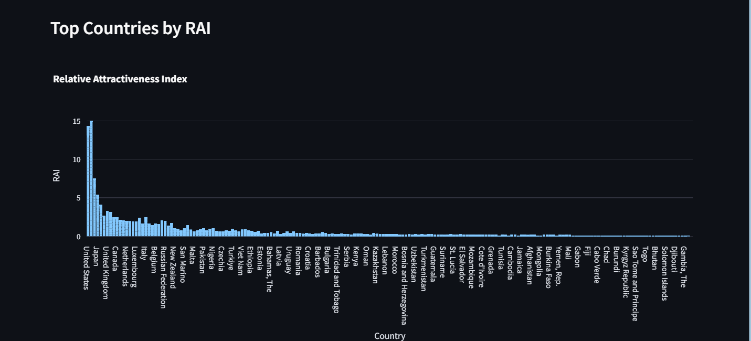 Top Countries by RAI
Relative Attractiveness Index
15
10
5
0
RAI
United States
Japan
United Kingdom
Canada
Netherlands
Luxembourg
Italy
Belgium
Russian Federation
New Zealand
San Marino
Malta
Pakistan
Nigeria
Czechia
Turkiye
Viet Nam
Ethiopia
Estonia
Bahamas, The
Latvia
Uruguay
Romania
Croatia
Barbados
Bulgaria
Trinidad and Tobago
Serbia
Kenya
Oman
Kazakhstan
Lebanon
Morocco
Bosnia and Herzegovina
Uzbekistan
Turkmenistan
Guatemala
Suriname
St. Lucia
El Salvador
Mozambique
Cote d'Ivoire
Grenada
Tunisia
Cambodia
Jamaica
Afghanistan
Mongolia
Burkina Faso
Yemen, Rep.
Mali
Gabon
Fiji
Cabo Verde
Chad
Burundi
Kyrgyz Republic
Sao Tome and Principe
Togo
Bhutan
Solomon Islands
Djibouti
Gambia, The
Country